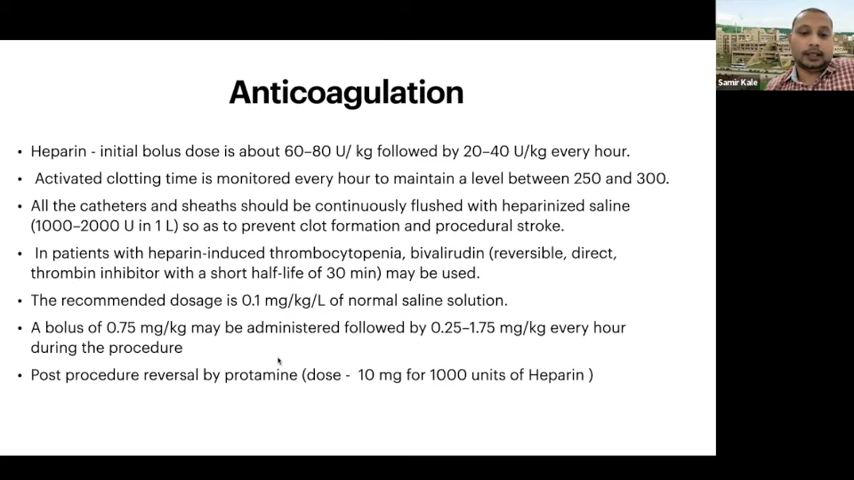 Anticoagulation
• Heparin - initial bolus dose is about 60–80 U/ kg followed by 20–40 U/kg every hour.
• Activated clotting time is monitored every hour to maintain a level between 250 and 300.
• All the catheters and sheaths should be continuously flushed with heparinized saline
(1000–2000 U in 1 L) so as to prevent clot formation and procedural stroke.
• In patients with heparin-induced thrombocytopenia, bivalirudin (reversible, direct,
thrombin inhibitor with a short half-life of 30 min) may be used.
• The recommended dosage is 0.1 mg/kg/L of normal saline solution.
• A bolus of 0.75 mg/kg may be administered followed by 0.25–1.75 mg/kg every hour
during the procedure
• Post procedure reversal by protamine (dose - 10 mg for 1000 units of Heparin )
Samir Kale